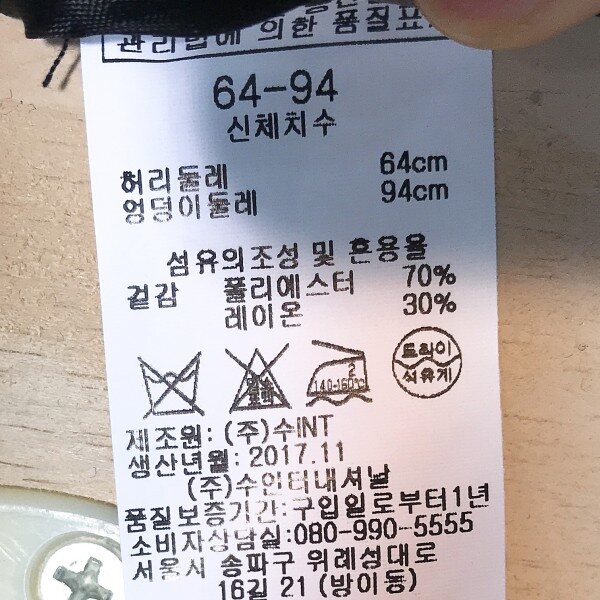 관리법에 의한 품질표
64-94
신체치수
허리둘레 64cm
엉덩이둘레 94cm
섬유의조성 및 흔용율
겉감 폴리에스터 70%
레이온 30%
염소표백 2 140-160℃ 드라이
석유계
제조원: (주)수INT
생산년월: 2017.11
(주)수인터내셔날
품질보증기간:구입일로부터1년
소비자상담실:080-990-5555
서울시 송파구 위례성대로
16길 21 (방이동)